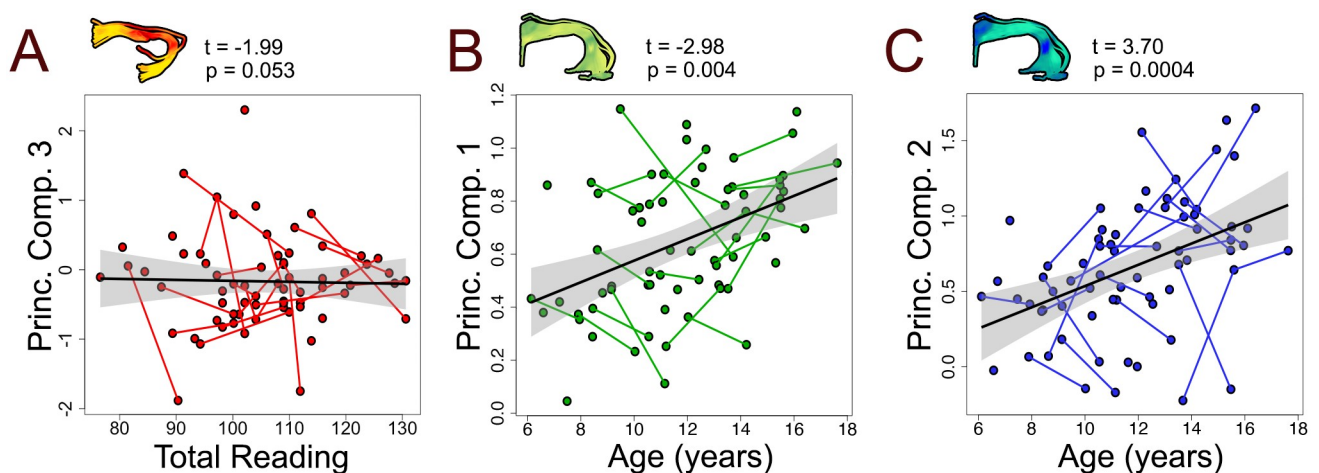 A
t = -1.99
p = 0.053
Princ. Comp. 3
2
1
0
-1
-2
80 90 100 110 120 130
Total Reading
B
t = -2.98
p = 0.004
Princ. Comp. 1
1.2
1.0
0.8
0.6
0.4
0.2
0.0
6 8 10 12 14 16 18
Age (years)
C
t = 3.70
p = 0.0004
Princ. Comp. 2
1.5
1.0
0.5
0.0
6 8 10 12 14 16 18
Age (years)